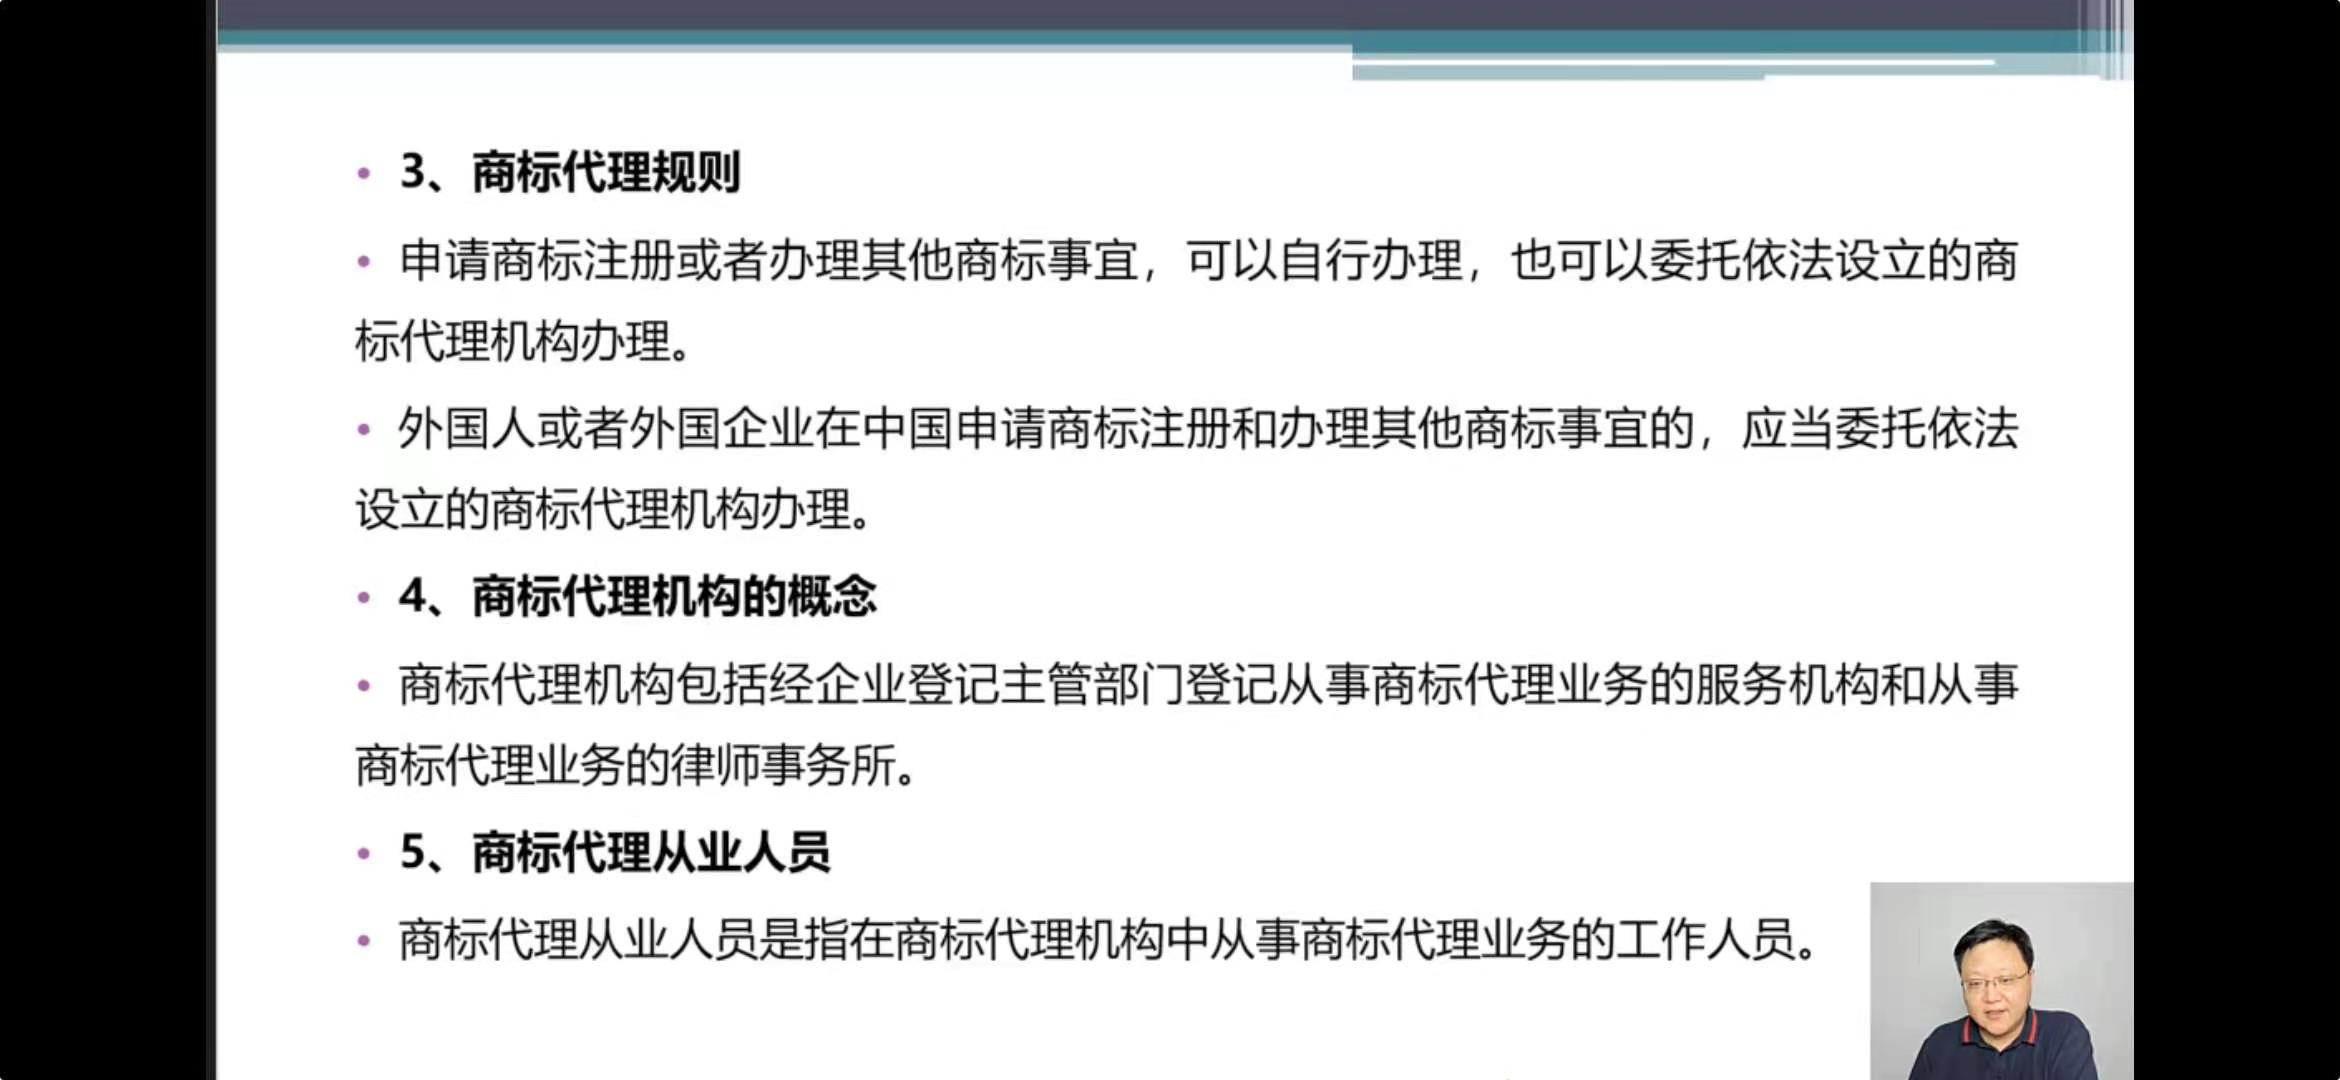 • 3、商标代理规则
• 申请商标注册或者办理其他商标事宜，可以自行办理，也可以委托依法设立的商
标代理机构办理。
• 外国人或者外国企业在中国申请商标注册和办理其他商标事宜的，应当委托依法
设立的商标代理机构办理。
• 4、商标代理机构的概念
• 商标代理机构包括经企业登记主管部门登记从事商标代理业务的服务机构和从事
商标代理业务的律师事务所。
• 5、商标代理从业人员
• 商标代理从业人员是指在商标代理机构中从事商标代理业务的工作人员。